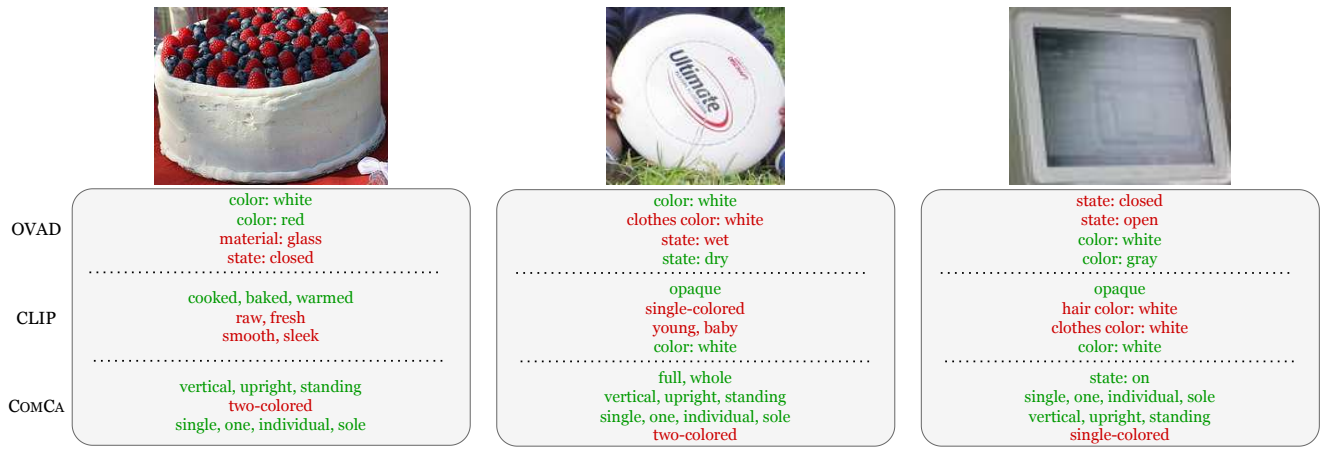 Ultimate
OVAD
color: white
color: red
material: glass
state: closed
color: white
clothes color: white
state: wet
state: dry
state: closed
state: open
color: white
color: gray
CLIP
cooked, baked, warmed
raw, fresh
smooth, sleek
opaque
single-colored
young, baby
color: white
opaque
hair color: white
clothes color: white
color: white
COMCA
vertical, upright, standing
two-colored
single, one, individual, sole
full, whole
vertical, upright, standing
single, one, individual, sole
two-colored
state: on
single, one, individual, sole
vertical, upright, standing
single-colored